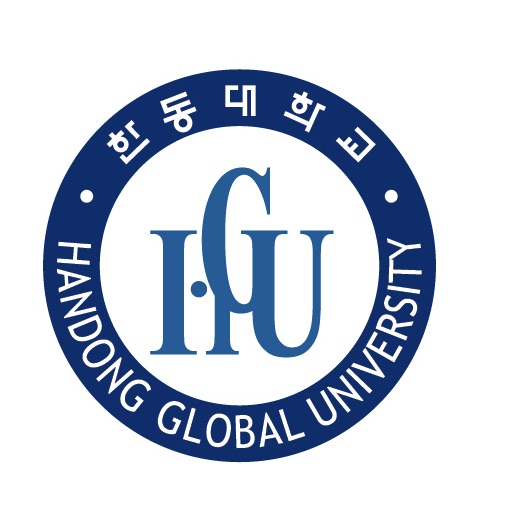 한동대학교
HGU
HANDONG GLOBAL UNIVERSITY